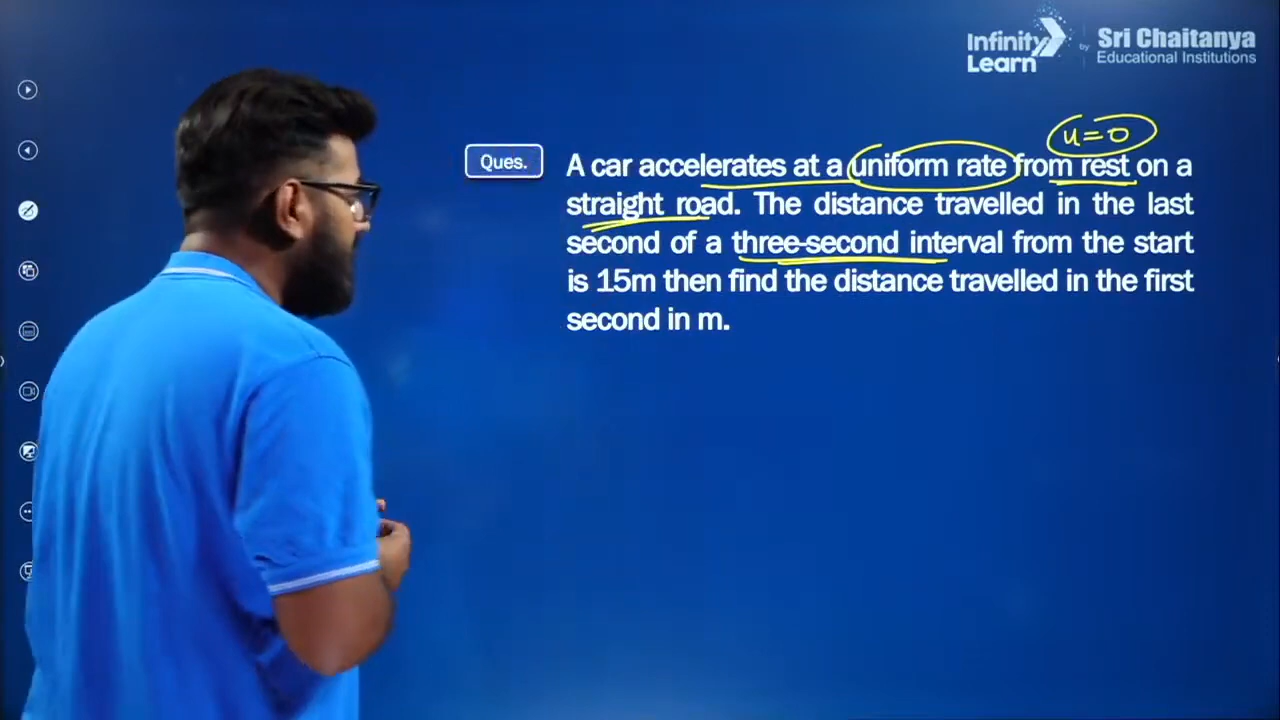 Infinity Learn
by
Sri Chaitanya
Educational Institutions
u=0
Ques.
A car accelerates at a uniform rate from rest on a
straight road. The distance travelled in the last
second of a three-second interval from the start
is 15m then find the distance travelled in the first
second in m.